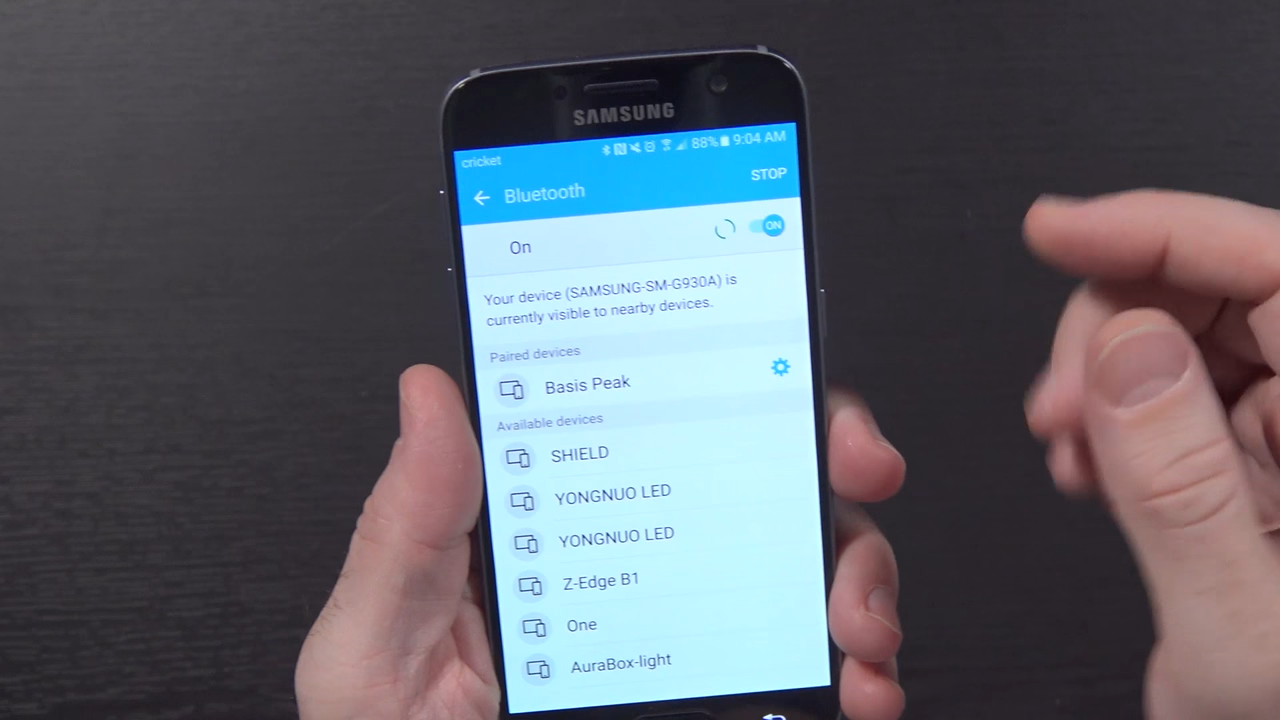 SAMSUNG
cricket 88% 9:04 AM
Bluetooth STOP
On ON
Your device (SAMSUNG-SM-G930A) is
currently visible to nearby devices.
Paired devices
Basis Peak
Available devices
SHIELD
YONGNUO LED
YONGNUO LED
Z-Edge B1
One
AuraBox-light